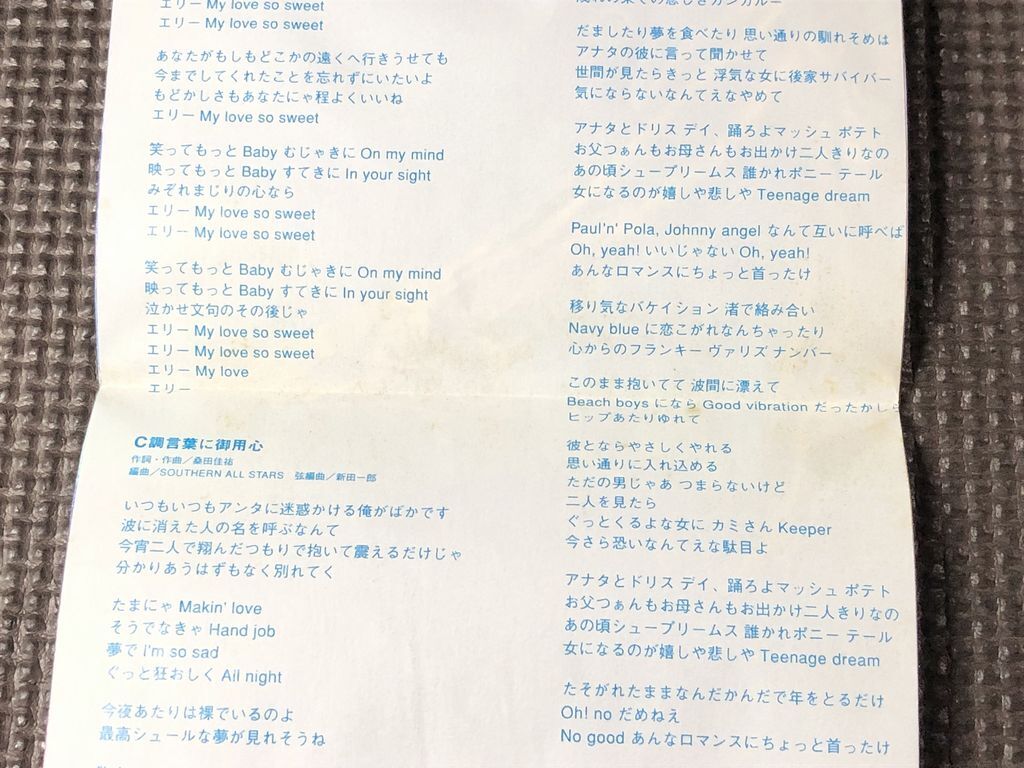 エリー My love so sweet
エリー My love so sweet
あなたがもしもどこかの遠くへ行きうせても
今までしてくれたことを忘れずにいたいよ
もどかしさもあなたにゃ程よくいいね
エリー My love so sweet
笑ってもっと Baby むじゃきに On my mind
映ってもっと Baby すてきに In your sight
みぞれまじりの心なら
エリー My love so sweet
エリー My love so sweet
笑ってもっと Baby むじゃきに On my mind
映ってもっと Baby すてきに In your sight
泣かせ文句のその後じゃ
エリー My love so sweet
エリー My love so sweet
エリー My love
エリー
C調言葉に御用心
作詞・作曲／桑田佳祐
編曲／SOUTHERN ALL STARS 弦編曲／新田一郎
いつもいつもアンタに迷惑かける俺がばかです
波に消えた人の名を呼ぶなんて
今宵二人で翔んだつもりで抱いて震えるだけじゃ
分かりあうはずもなく別れてく
たまにゃ Makin' love
そうでなきゃ Hand job
夢で I'm so sad
ぐっと狂おしく All night
今夜あたりは裸でいるのよ
最高シュールな夢が見れそうね
だましたり夢を食べたり 思い通りの馴れそめは
アナタの彼に言って聞かせて
世間が見たらきっと 浮気な女に後家サバイバー
気にならないなんてえなやめて
アナタとドリス デイ、踊ろよマッシュ ポテト
お父つぁんもお母さんもお出かけ二人きりなの
あの頃シュープリームス 誰かれポニー テール
女になるのが嬉しや悲しや Teenage dream
Paul'n' Pola, Johnny angel なんて互いに呼べば
Oh, yeah! いいじゃない Oh, yeah!
あんなロマンスにちょっと首ったけ
移り気なバケイション 渚で絡み合い
Navy blue に恋こがれなんちゃったり
心からのフランキー ヴァリズ ナンバー
このまま抱いてて 波間に漂えて
Beach boys になら Good vibration だったかしら
ヒップあたりゆれて
彼とならやさしくやれる
思い通りに入れ込める
ただの男じゃあ つまらないけど
二人を見たら
ぐっとくるよな女に カミさん Keeper
今さら恐いなんてえな駄目よ
アナタとドリス デイ、踊ろよマッシュ ポテト
お父つぁんもお母さんもお出かけ二人きりなの
あの頃シュープリームス 誰かれポニー テール
女になるのが嬉しや悲しや Teenage dream
たそがれたままなんだかんだで年をとるだけ
Oh! no だめねえ
No good あんなロマンスにちょっと首ったけ